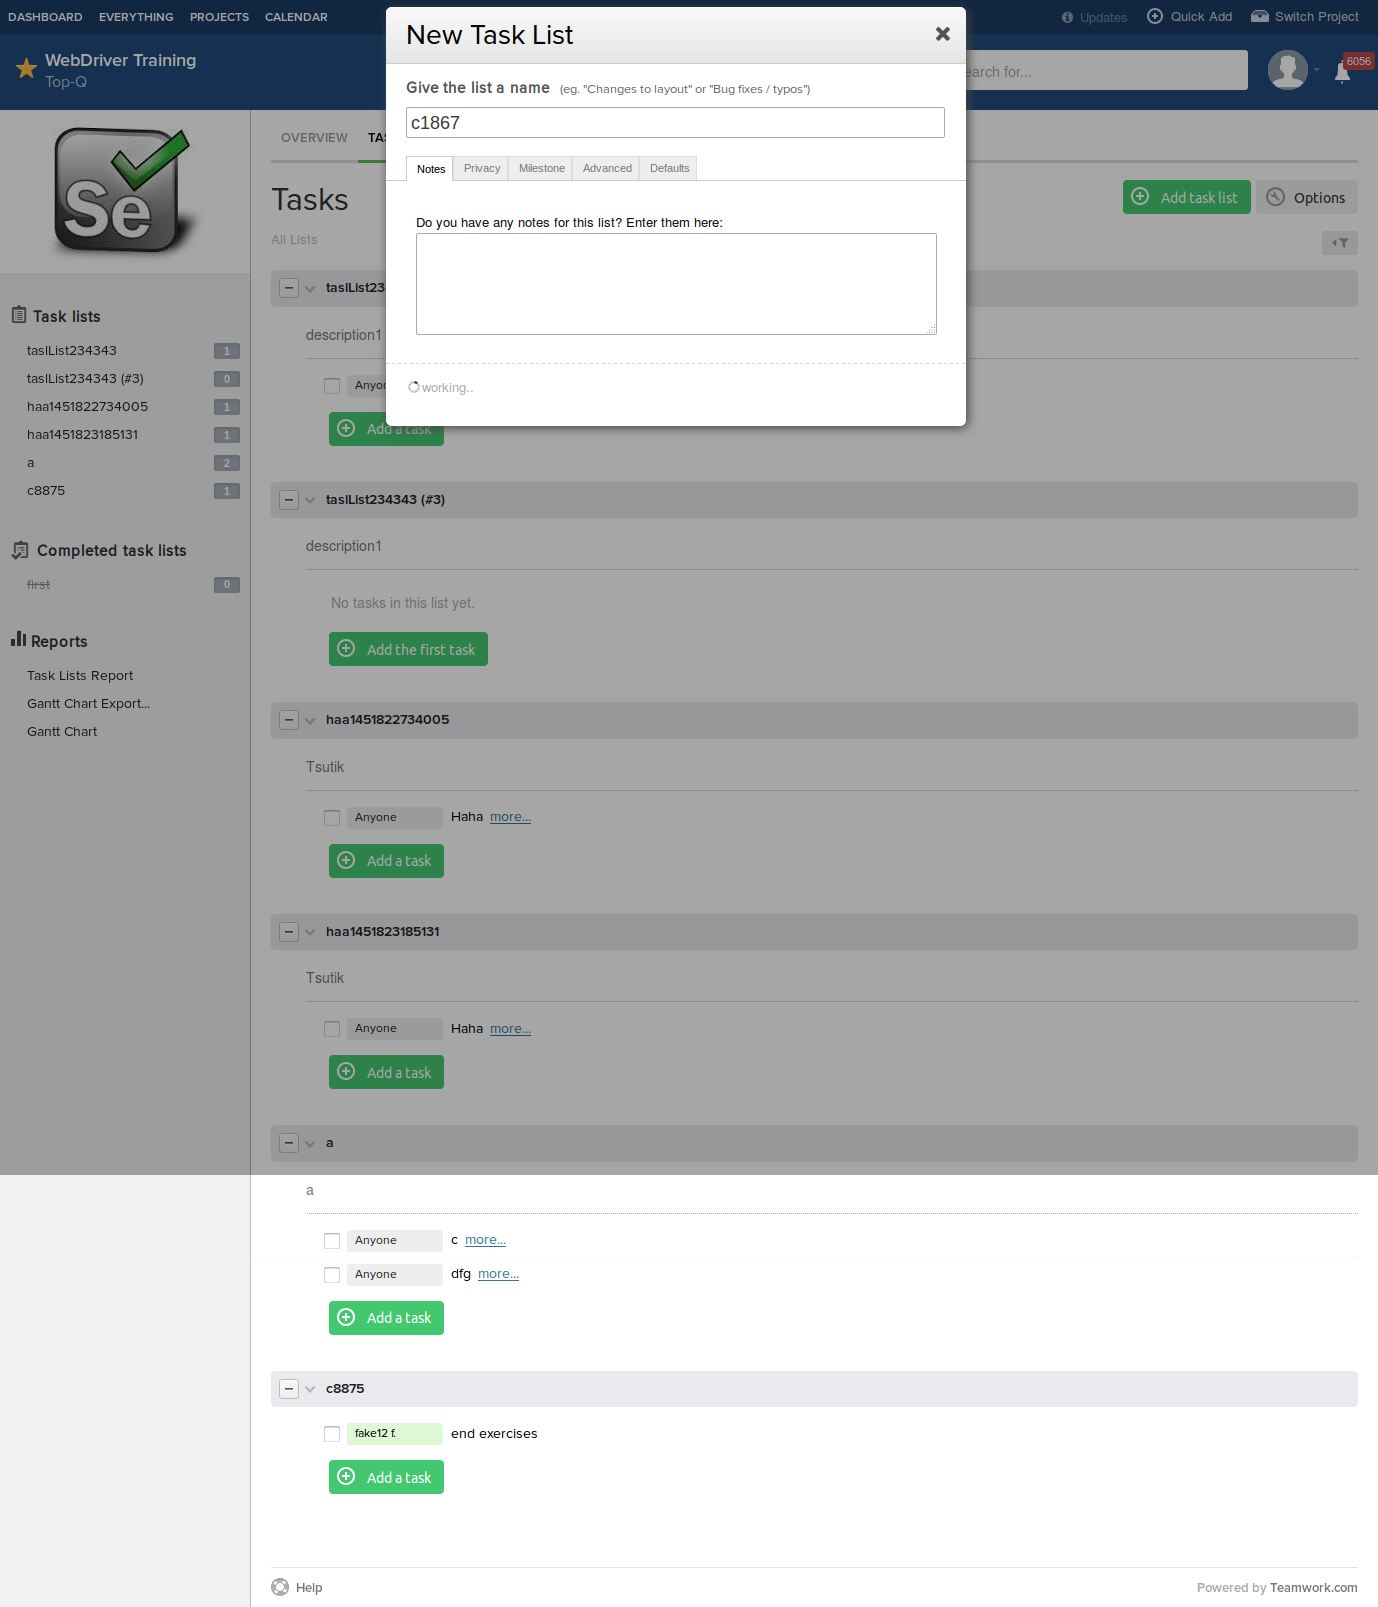 DASHBOARD EVERYTHING PROJECTS CALENDAR
Updates Quick Add Switch Project
WebDriver Training
Top-Q
earch for...
6056
New Task List
Give the list a name (eg. "Changes to layout" or "Bug fixes / typos")
c1867
Notes Privacy Milestone Advanced Defaults
Do you have any notes for this list? Enter them here:
working..
Se
OVERVIEW
Tasks
Add task list Options
All Lists
Task lists
taslList234343 1
taslList234343 (#3) 0
haa1451822734005 1
haa1451823185131 1
a 2
c8875 1
Completed task lists
first 0
Reports
Task Lists Report
Gantt Chart Export...
Gantt Chart
taslList23
description1
Add a task
taslList234343 (#3)
description1
No tasks in this list yet.
Add the first task
haa1451822734005
Tsutik
Anyone Haha more...
Add a task
haa1451823185131
Tsutik
Anyone Haha more...
Add a task
a
a
Anyone c more...
Anyone dfg more...
Add a task
c8875
fake12 f. end exercises
Add a task
Help
Powered by Teamwork.com